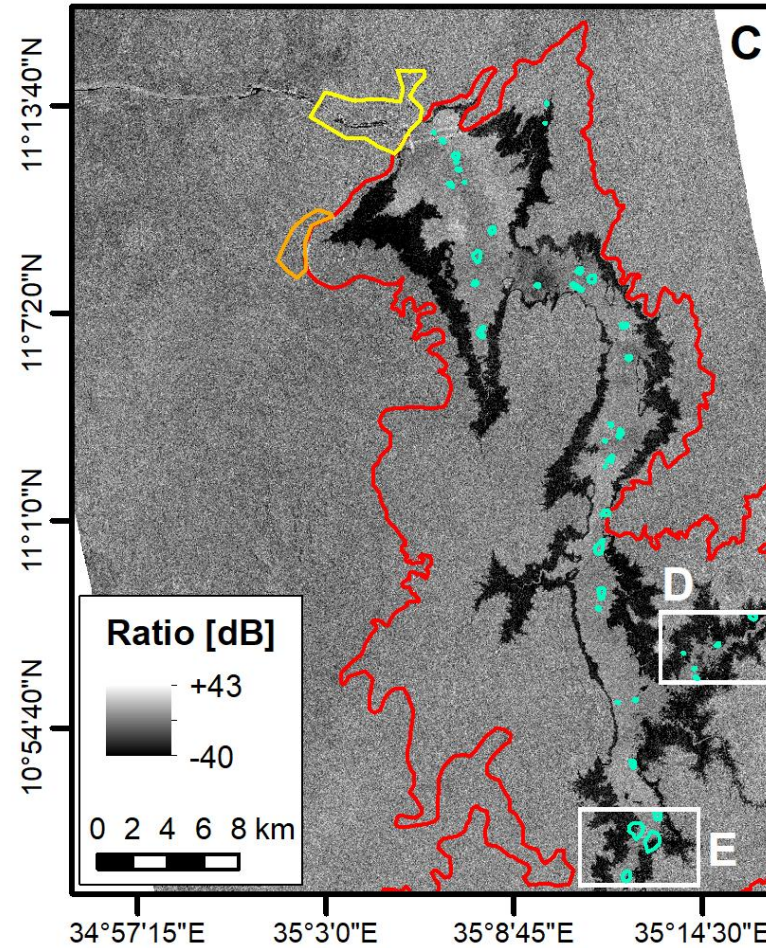 C
11°13'40"N
11°7'20"N
11°1'0"N
10°54'40"N
D
E
Ratio [dB]
+43
-40
0 2 4 6 8 km
34°57'15"E 35°3'0"E 35°8'45"E 35°14'30"E